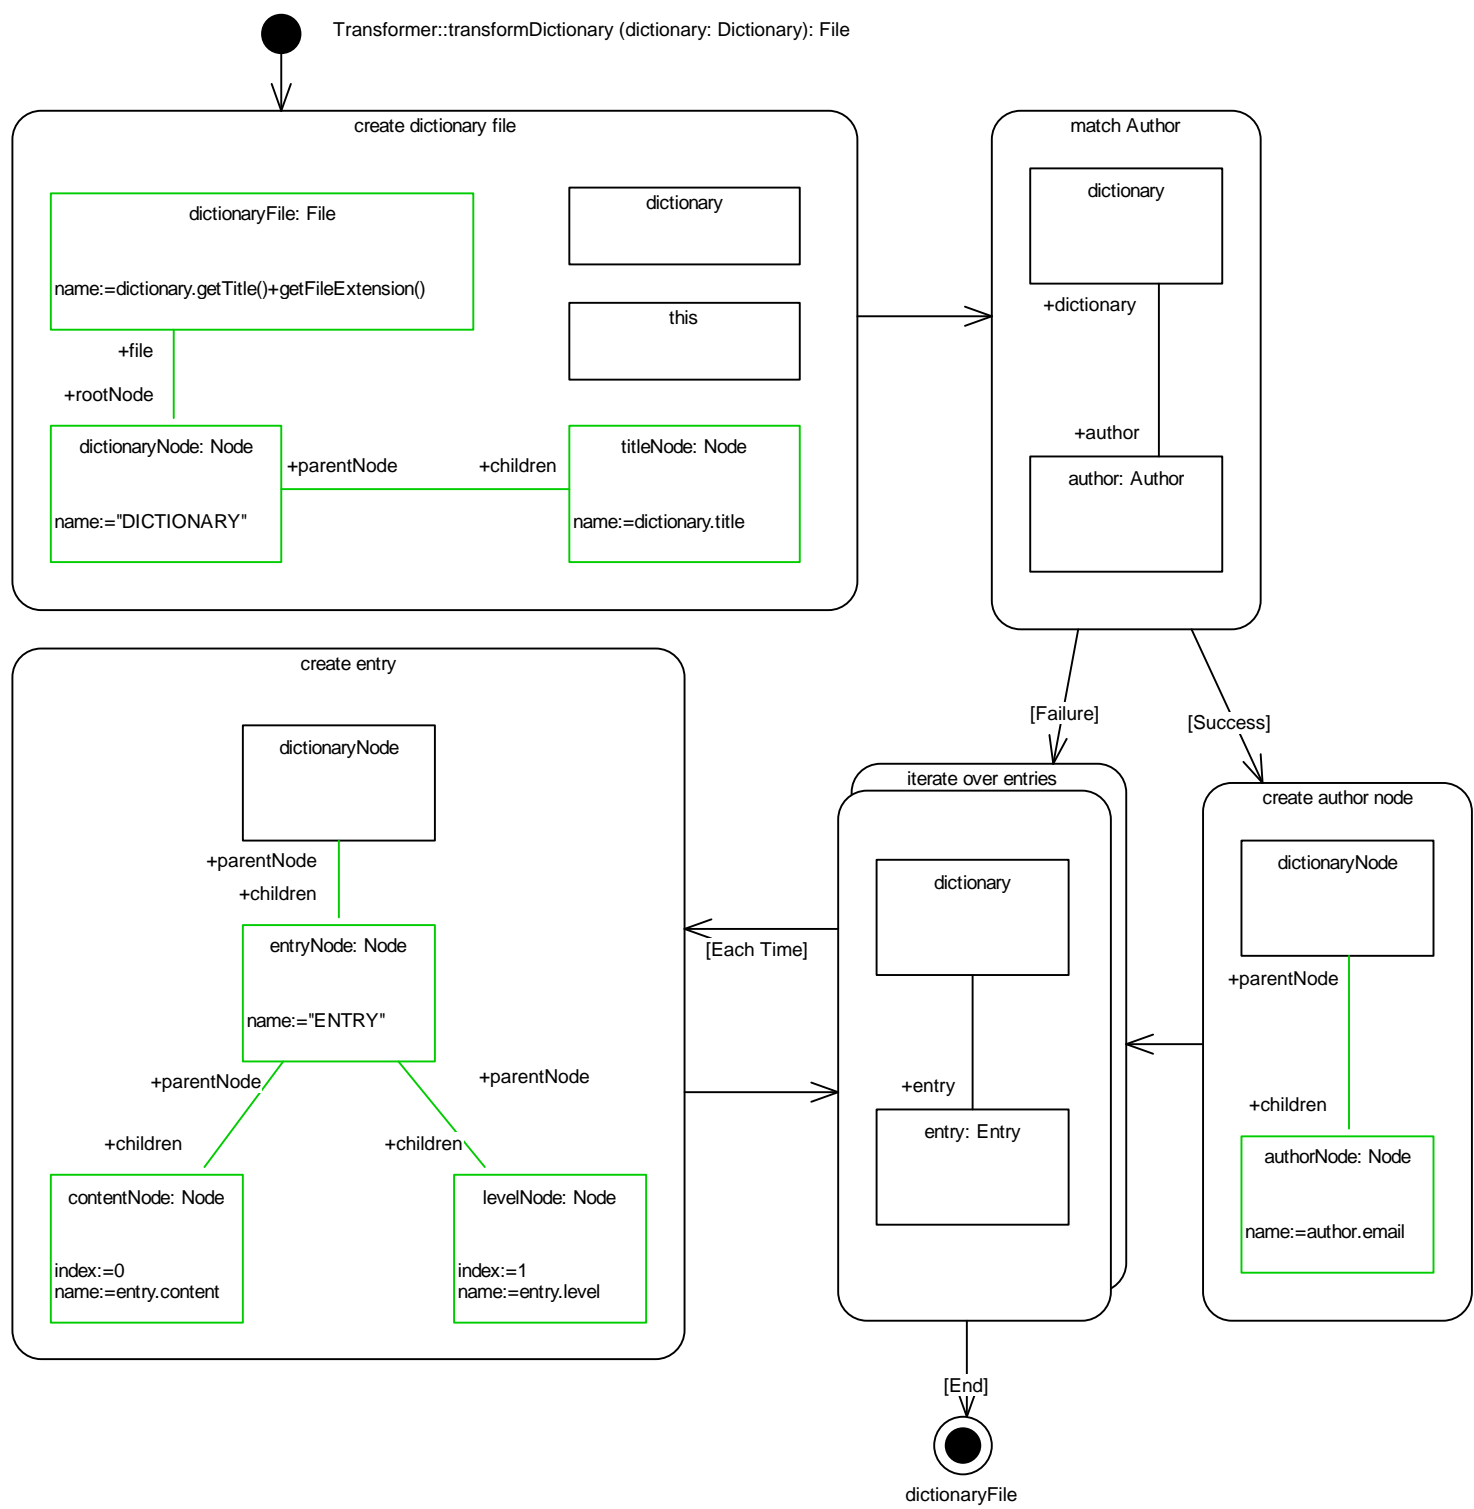 Transformer::transformDictionary (dictionary: Dictionary): File
create dictionary file
dictionaryFile: File
name:=dictionary.getTitle()+getFileExtension()
dictionary
this
+file
+rootNode
dictionaryNode: Node
name:="DICTIONARY"
+parentNode
+children
titleNode: Node
name:=dictionary.title
match Author
dictionary
+dictionary
+author
author: Author
[Failure]
[Success]
create entry
dictionaryNode
+parentNode
+children
entryNode: Node
name:="ENTRY"
+parentNode
+parentNode
+children
+children
contentNode: Node
index:=0
name:=entry.content
levelNode: Node
index:=1
name:=entry.level
[Each Time]
iterate over entries
dictionary
+entry
entry: Entry
create author node
dictionaryNode
+parentNode
+children
authorNode: Node
name:=author.email
[End]
dictionaryFile